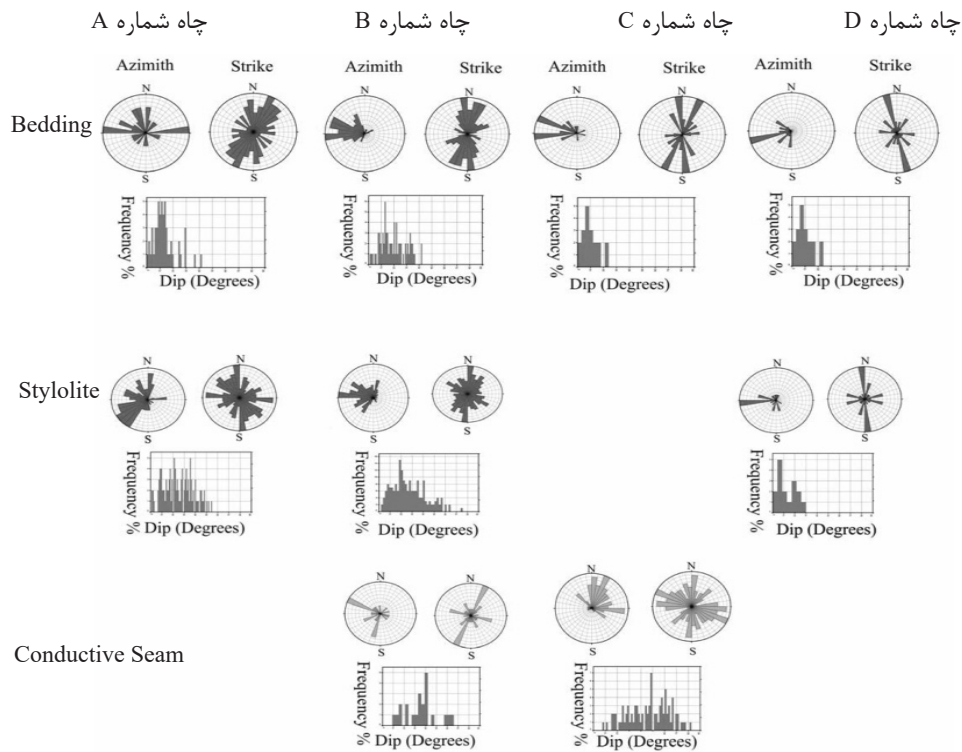 چاه شماره A چاه شماره B چاه شماره C چاه شماره D
Azimith Strike Azimith Strike Azimith Strike Azimith Strike
N N N N N N N N
Bedding
S S S S S S S S
Frequency % Frequency % Frequency % Frequency %
Dip (Degrees) Dip (Degrees) Dip (Degrees) Dip (Degrees)
N N N N N N
Stylolite
S S S S S S
Frequency % Frequency % Frequency %
Dip (Degrees) Dip (Degrees) Dip (Degrees)
N N N N
Conductive Seam
S S S S
Frequency % Frequency %
Dip (Degrees) Dip (Degrees)